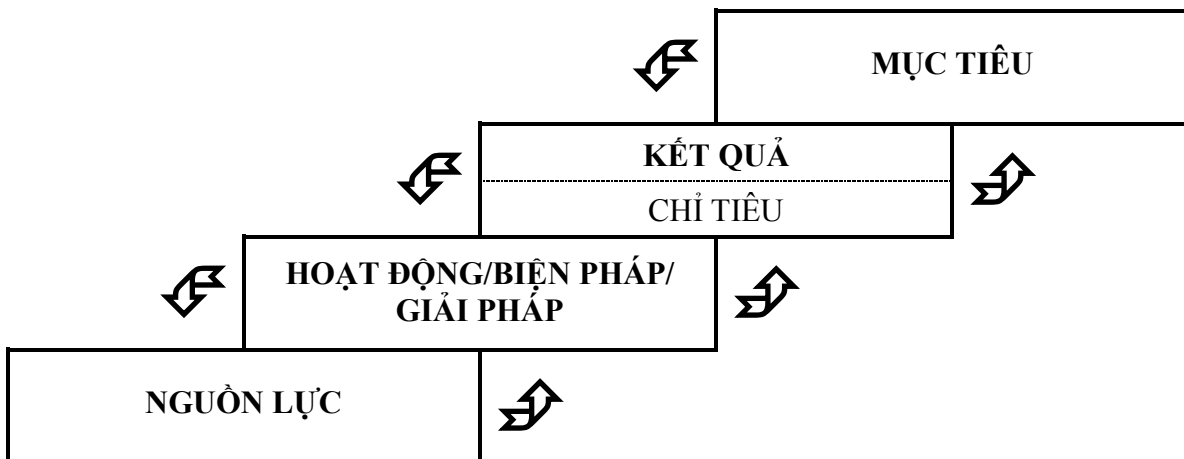 MỤC TIÊU
KẾT QUẢ
CHỈ TIÊU
HOẠT ĐỘNG/BIỆN PHÁP/
GIẢI PHÁP
NGUỒN LỰC